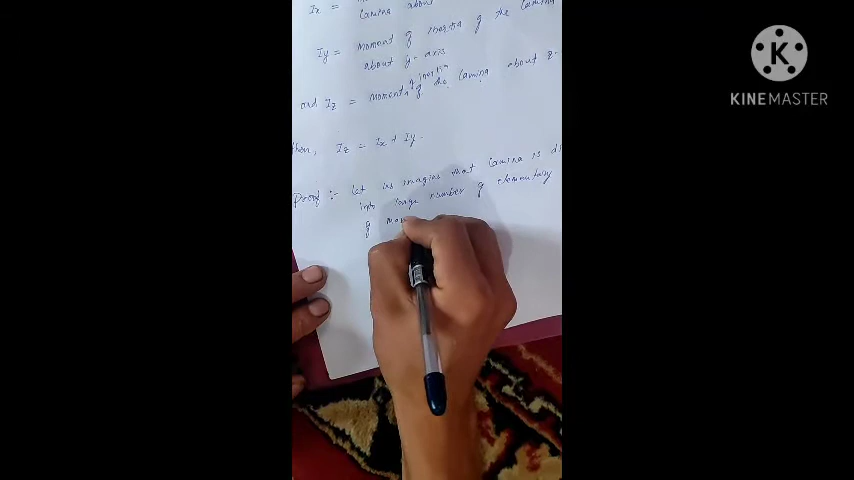 Ix =
Lamina about
Iy = Moment of inertia of the Lamina
about y-axis
and Iz = Moment of inertia of the Lamina about z-
Then, Iz = Ix + Iy.
Proof :- Let us imagine that Lamina is di
into large number of elementary
of
K
KINEMASTER